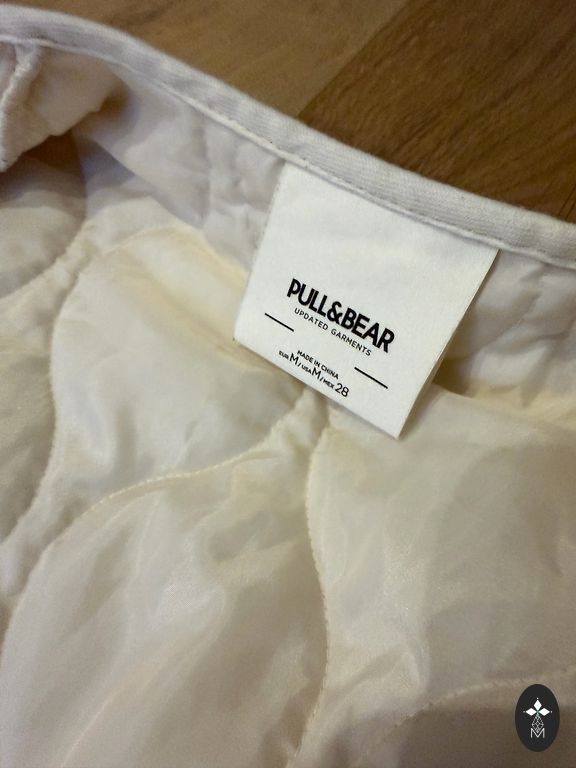 PULL&BEAR
UPDATED GARMENTS
MADE IN CHINA
EUR M/USA M/MEX 28
M